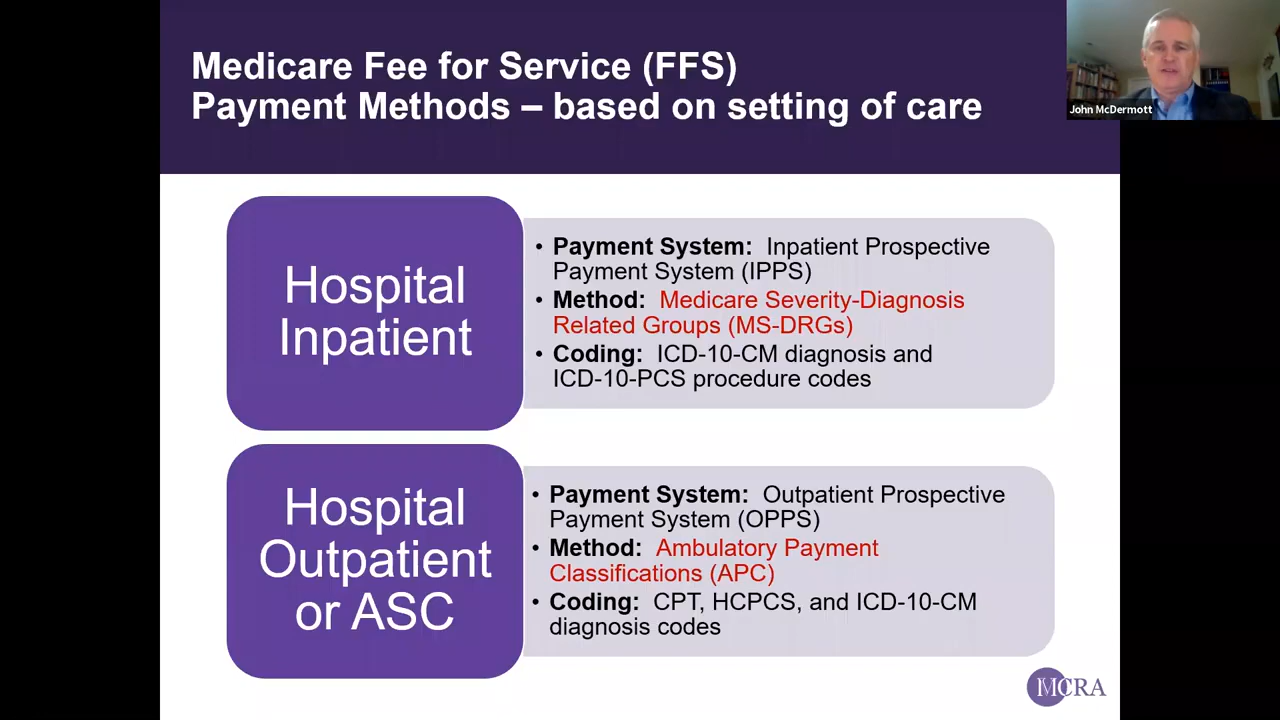 Medicare Fee for Service (FFS)
Payment Methods – based on setting of care
John McDermott
Hospital
Inpatient
• Payment System: Inpatient Prospective
Payment System (IPPS)
• Method: Medicare Severity-Diagnosis
Related Groups (MS-DRGs)
• Coding: ICD-10-CM diagnosis and
ICD-10-PCS procedure codes
Hospital
Outpatient
or ASC
• Payment System: Outpatient Prospective
Payment System (OPPS)
• Method: Ambulatory Payment
Classifications (APC)
• Coding: CPT, HCPCS, and ICD-10-CM
diagnosis codes
MCRA